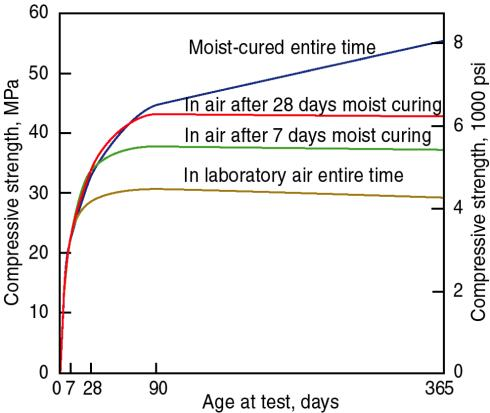 60
50
40
30
20
10
0
Compressive strength, MPa
Moist-cured entire time
In air after 28 days moist curing
In air after 7 days moist curing
In laboratory air entire time
8
6
4
2
0
Compressive strength, 1000 psi
0 7 28 90 365
Age at test, days